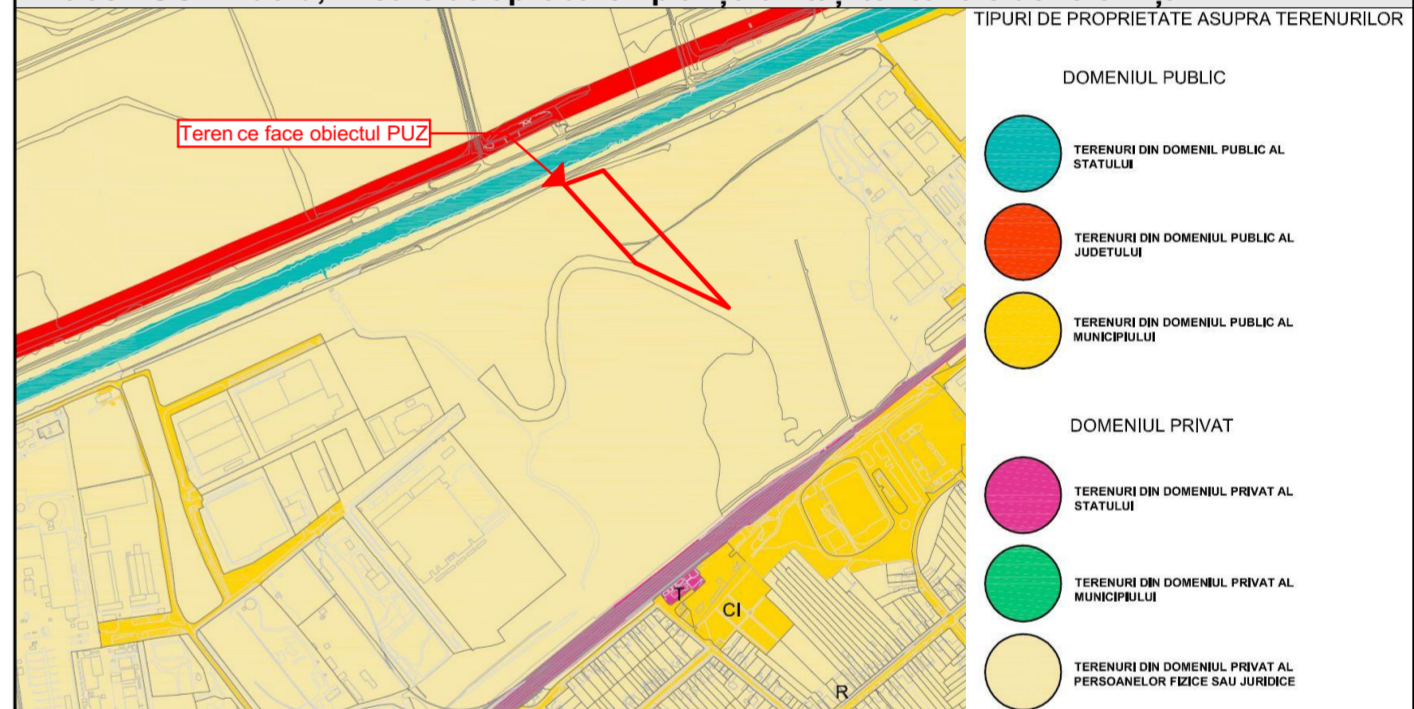 TIPURI DE PROPRIETATE ASUPRA TERENURILOR
DOMENIUL PUBLIC
Teren ce face obiectul PUZ
TERENURI DIN DOMENIL PUBLIC AL
STATULUI
TERENURI DIN DOMENIUL PUBLIC AL
JUDETULUI
TERENURI DIN DOMENIUL PUBLIC AL
MUNICIPIULUI
DOMENIUL PRIVAT
TERENURI DIN DOMENIUL PRIVAT AL
STATULUI
TERENURI DIN DOMENIUL PRIVAT AL
MUNICIPIULUI
TERENURI DIN DOMENIUL PRIVAT AL
PERSOANELOR FIZICE SAU JURIDICE
T
CI
R